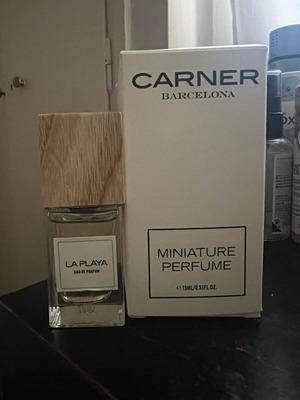 CARNER
BARCELONA
MINIATURE
PERFUME
℮15ML/0.51FL.OZ.
LA PLAYA
EAU DE PARFUM